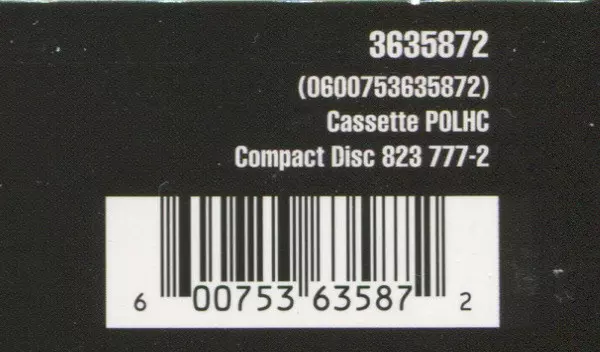 3635872
(0600753635872)
Cassette POLHC
Compact Disc 823 777-2
6 00753 63587 2